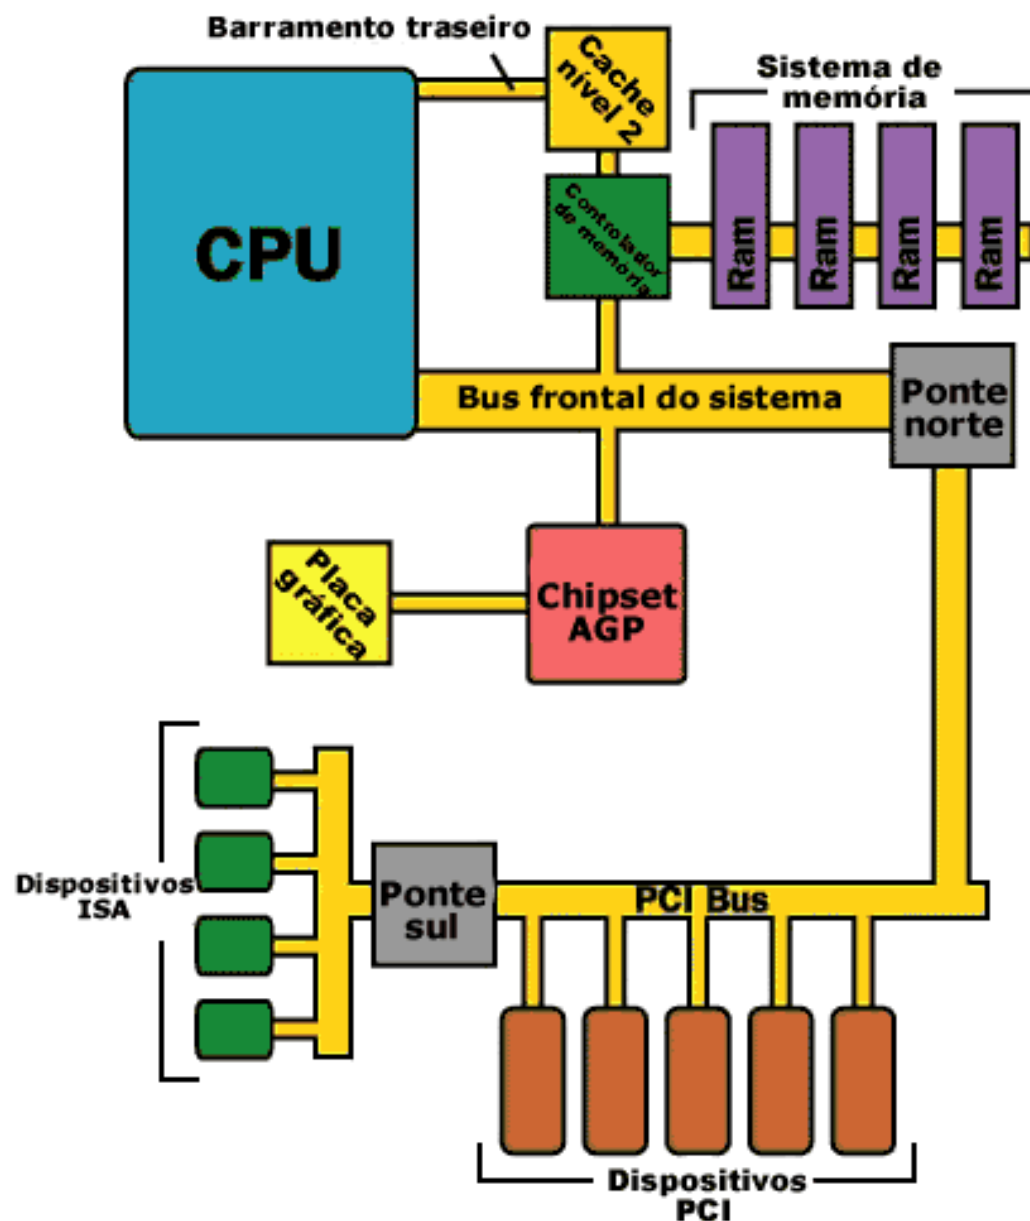 Barramento traseiro
Cache
nível 2
Sistema de
memória
CPU
Controlador
de memória
Ram
Ram
Ram
Ram
Bus frontal do sistema
Ponte
norte
Placa
gráfica
Chipset
AGP
Dispositivos
ISA
Ponte
sul
PCI Bus
Dispositivos
PCI